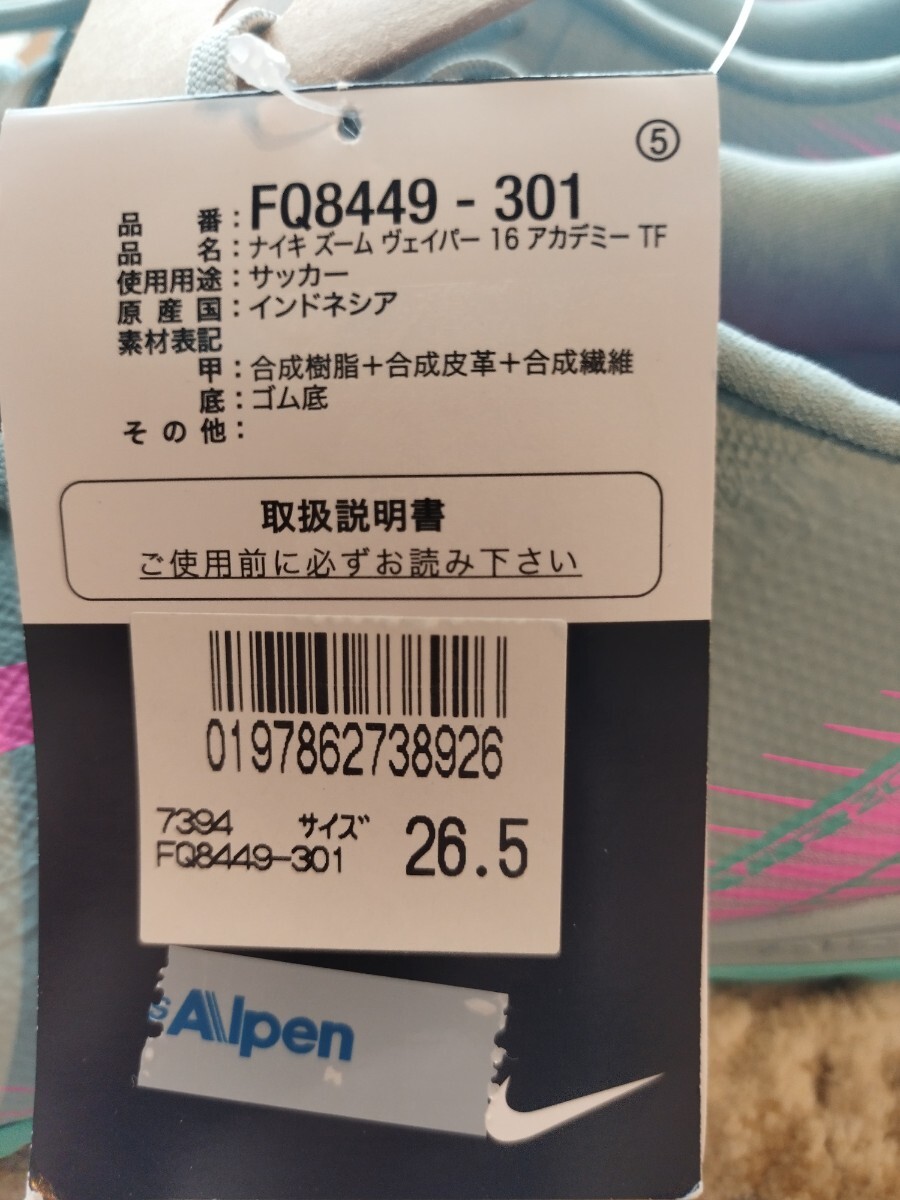 ⑤
品番:FQ8449 - 301
品名:ナイキ ズーム ヴェイパー 16 アカデミー TF
使用用途:サッカー
原産国:インドネシア
素材表記
甲:合成樹脂+合成皮革+合成繊維
底:ゴム底
その他:
取扱説明書
ご使用前に必ずお読み下さい
0197862738926
7394 サイズ 26.5
FQ8449-301
s Alpen